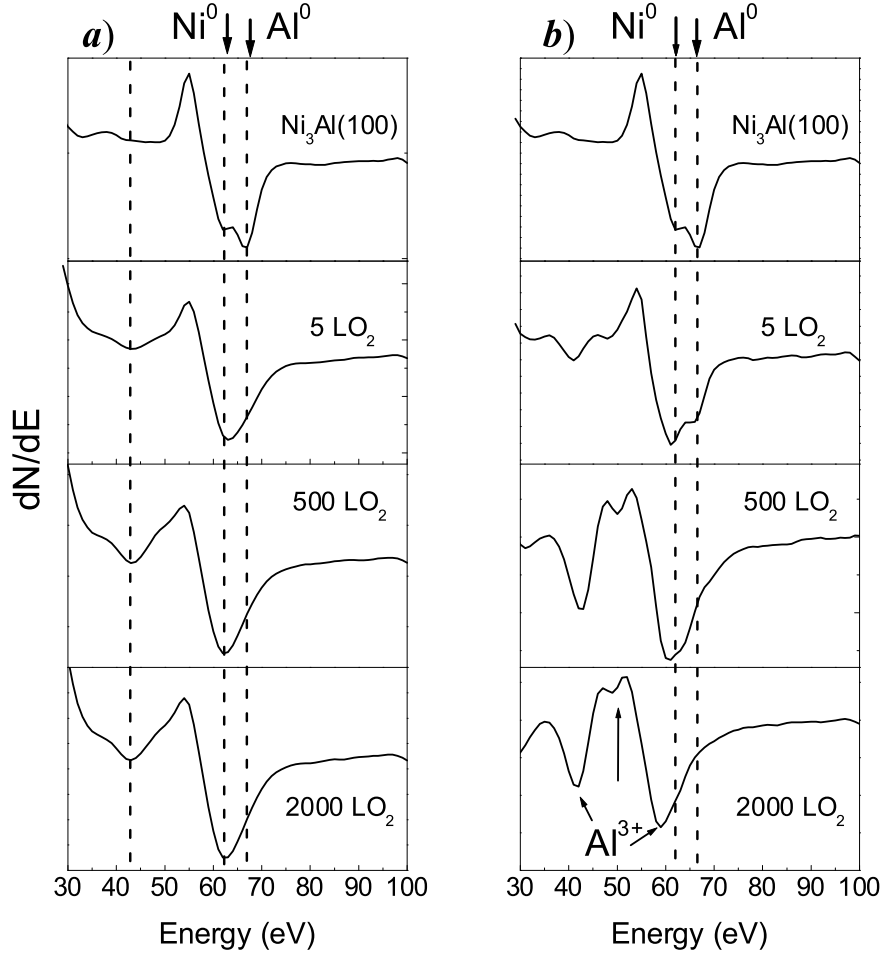 a) Ni⁰ Al⁰
b) Ni⁰ Al⁰
dN/dE
Ni₃Al(100)
5 LO₂
500 LO₂
2000 LO₂
30 40 50 60 70 80 90 100
Energy (eV)
Ni₃Al(100)
5 LO₂
500 LO₂
2000 LO₂
Al³⁺
30 40 50 60 70 80 90 100
Energy (eV)